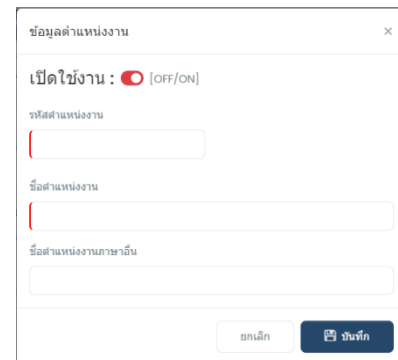 ข้อมูลตำแหน่งงาน ×
เปิดใช้งาน : [OFF/ON]
รหัสตำแหน่งงาน
ชื่อตำแหน่งงาน
ชื่อตำแหน่งงานภาษาอื่น
ยกเลิก บันทึก